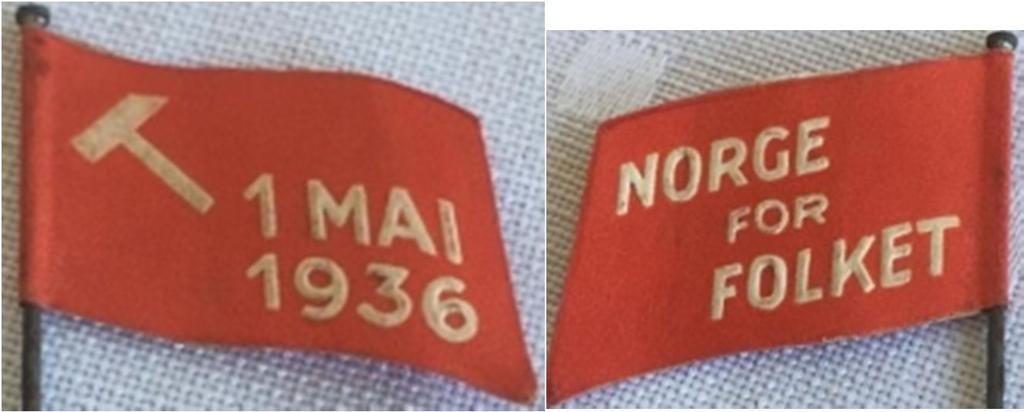 1 MAI
1936
NORGE
FOR
FOLKET